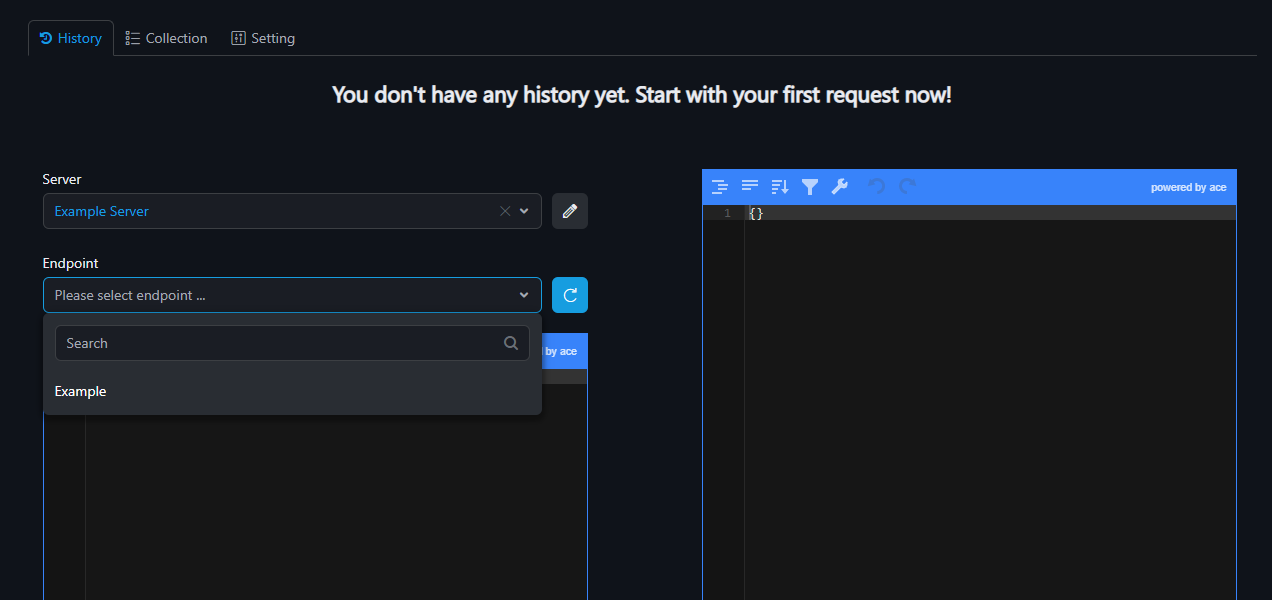 History
Collection
Setting
You don't have any history yet. Start with your first request now!
Server
Example Server
Endpoint
Please select endpoint ...
Search
Example
by ace
powered by ace
1
{}